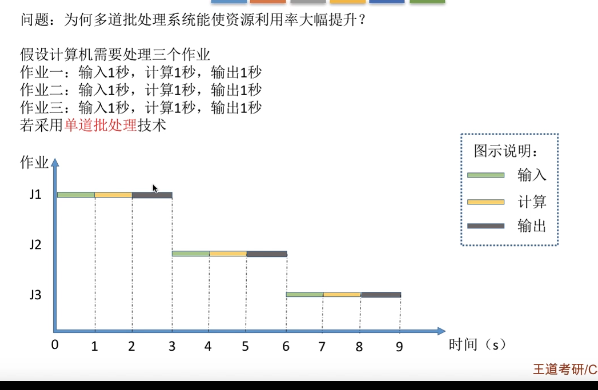 问题：为何多道批处理系统能使资源利用率大幅提升？
假设计算机需要处理三个作业
作业一：输入1秒，计算1秒，输出1秒
作业二：输入1秒，计算1秒，输出1秒
作业三：输入1秒，计算1秒，输出1秒
若采用单道批处理技术
图示说明：
输入
计算
输出
作业
J1
J2
J3
0 1 2 3 4 5 6 7 8 9 时间（s）
王道考研/C